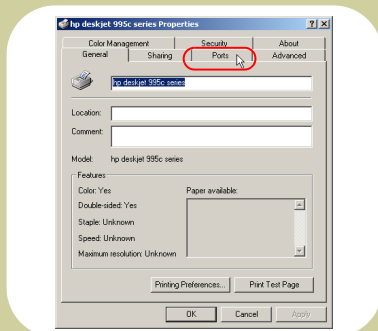 hp deskjet 995c series Properties
Color Management Security About
General Sharing Ports Advanced
hp deskjet 995c series
Location:
Comment:
Model: hp deskjet 995c series
Features
Color: Yes Paper available:
Double-sided: Yes
Staple: Unknown
Speed: Unknown
Maximum resolution: Unknown
Printing Preferences... Print Test Page
OK Cancel Apply